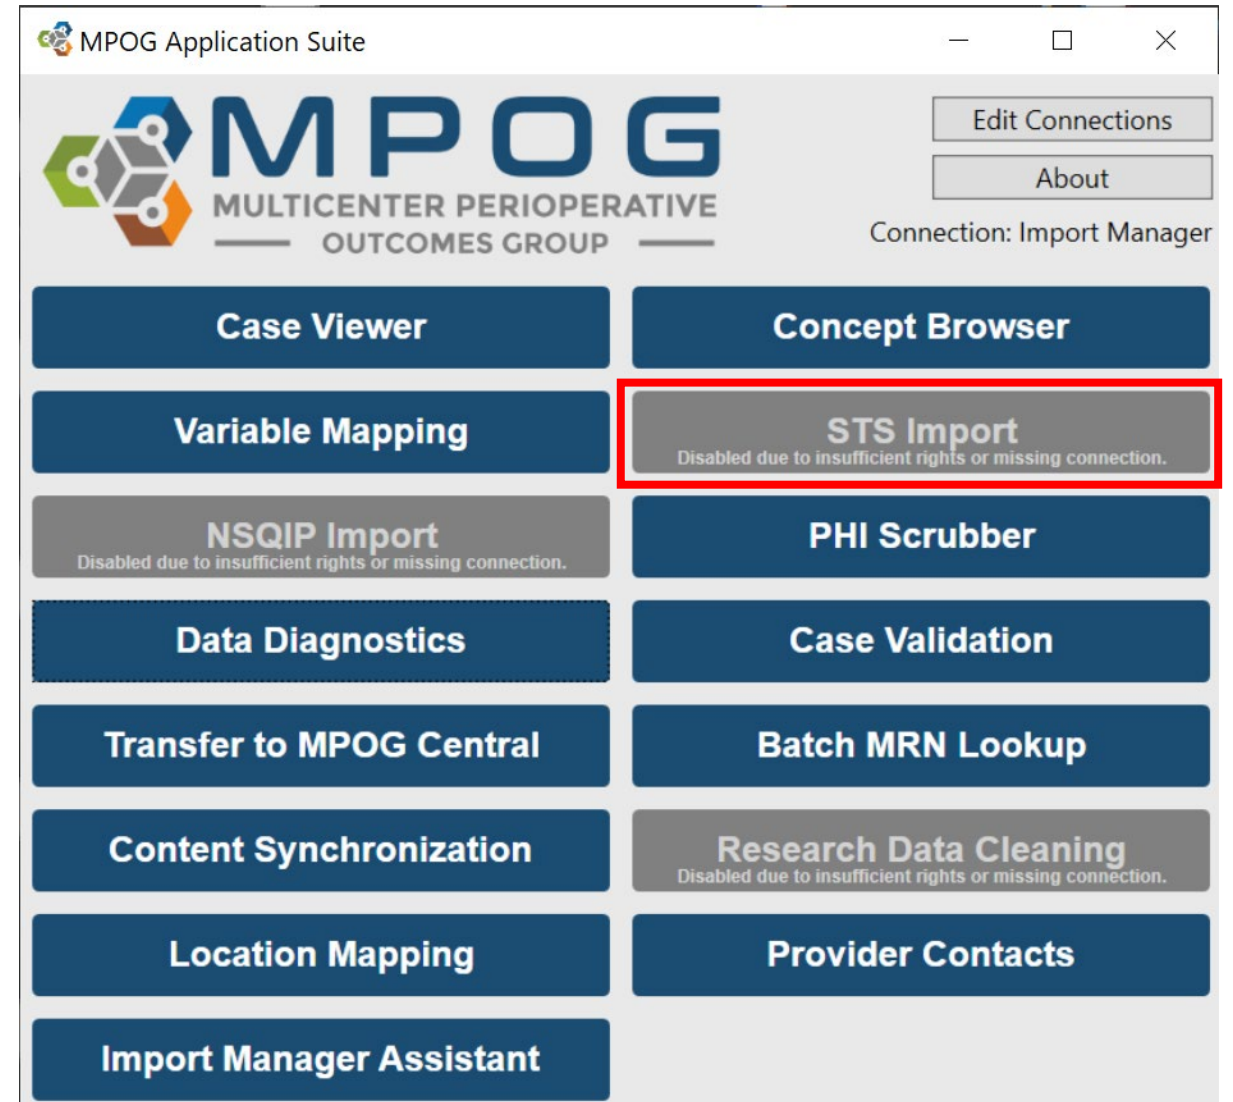 MPOG Application Suite
MPOG
MULTICENTER PERIOPERATIVE
OUTCOMES GROUP
Edit Connections
About
Connection: Import Manager
Case Viewer
Concept Browser
Variable Mapping
STS Import
Disabled due to insufficient rights or missing connection.
NSQIP Import
Disabled due to insufficient rights or missing connection.
PHI Scrubber
Data Diagnostics
Case Validation
Transfer to MPOG Central
Batch MRN Lookup
Content Synchronization
Research Data Cleaning
Disabled due to insufficient rights or missing connection.
Location Mapping
Provider Contacts
Import Manager Assistant